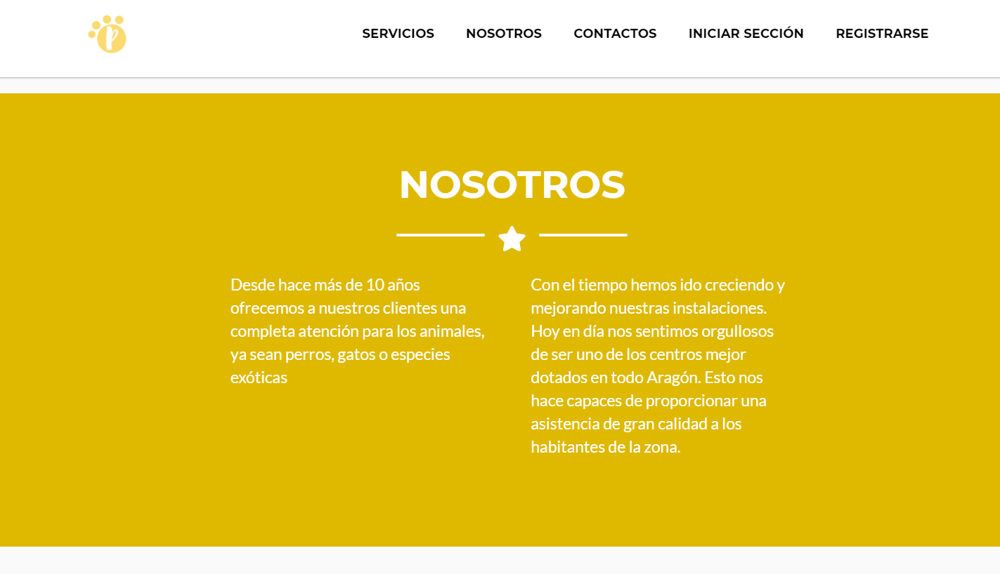 p
SERVICIOS NOSOTROS CONTACTOS INICIAR SECCIÓN REGISTRARSE
NOSOTROS
Desde hace más de 10 años
ofrecemos a nuestros clientes una
completa atención para los animales,
ya sean perros, gatos o especies
exóticas
Con el tiempo hemos ido creciendo y
mejorando nuestras instalaciones.
Hoy en día nos sentimos orgullosos
de ser uno de los centros mejor
dotados en todo Aragón. Esto nos
hace capaces de proporcionar una
asistencia de gran calidad a los
habitantes de la zona.